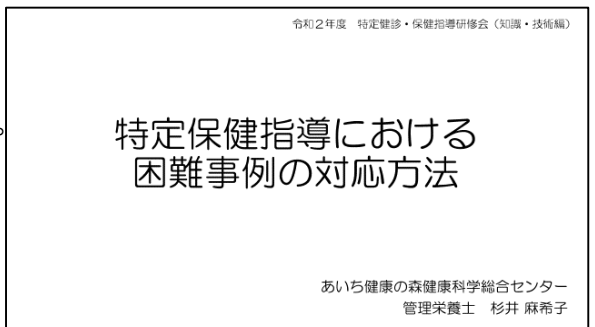 令和２年度　特定健診・保健指導研修会（知識・技術編）
特定保健指導における
困難事例の対応方法
あいち健康の森健康科学総合センター
管理栄養士　杉井 麻希子